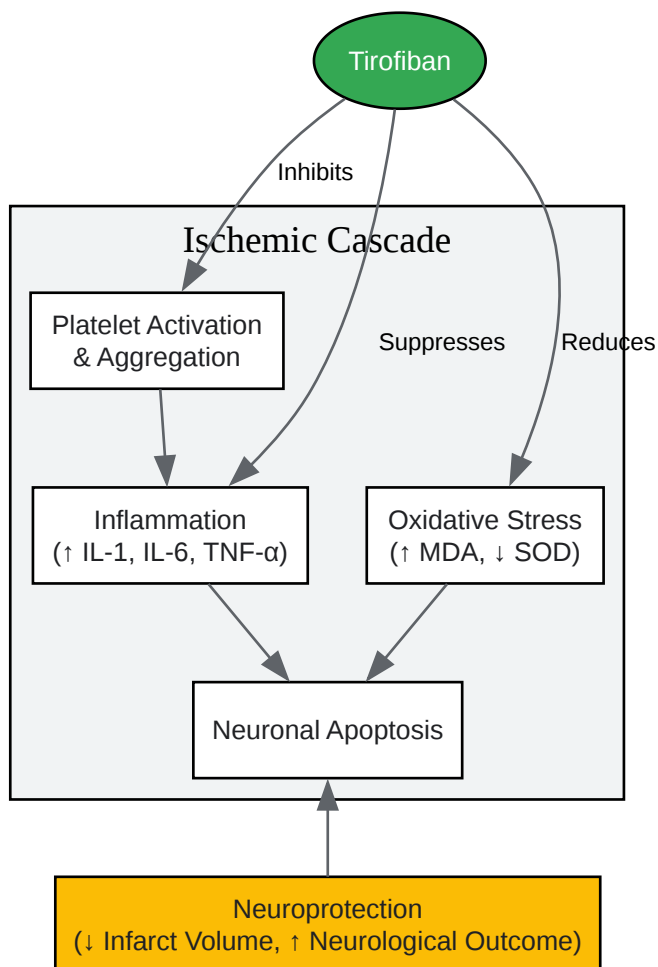 Tirofiban
Inhibits
Ischemic Cascade
Platelet Activation
& Aggregation
Suppresses
Reduces
Inflammation
(↑ IL-1, IL-6, TNF-α)
Oxidative Stress
(↑ MDA, ↓ SOD)
Neuronal Apoptosis
Neuroprotection
(↓ Infarct Volume, ↑ Neurological Outcome)